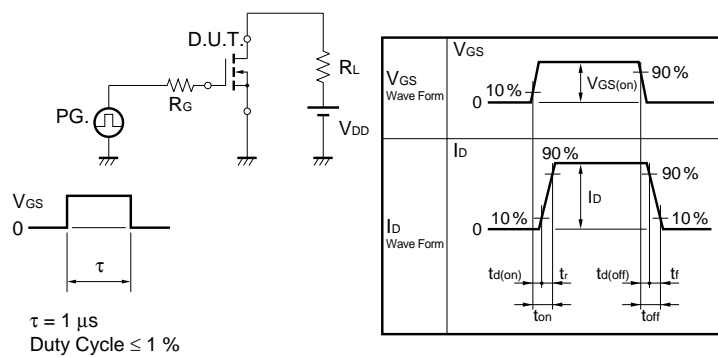 D.U.T.
RL
RG
PG.
VDD
VGS
0
τ
τ = 1 μs
Duty Cycle ≤ 1 %
VGS
Wave Form
VGS
10 %
0
VGS(on)
90 %
ID
Wave Form
ID
90 %
10 %
0
ID
90 %
10 %
td(on)
tr
td(off)
tf
ton
toff